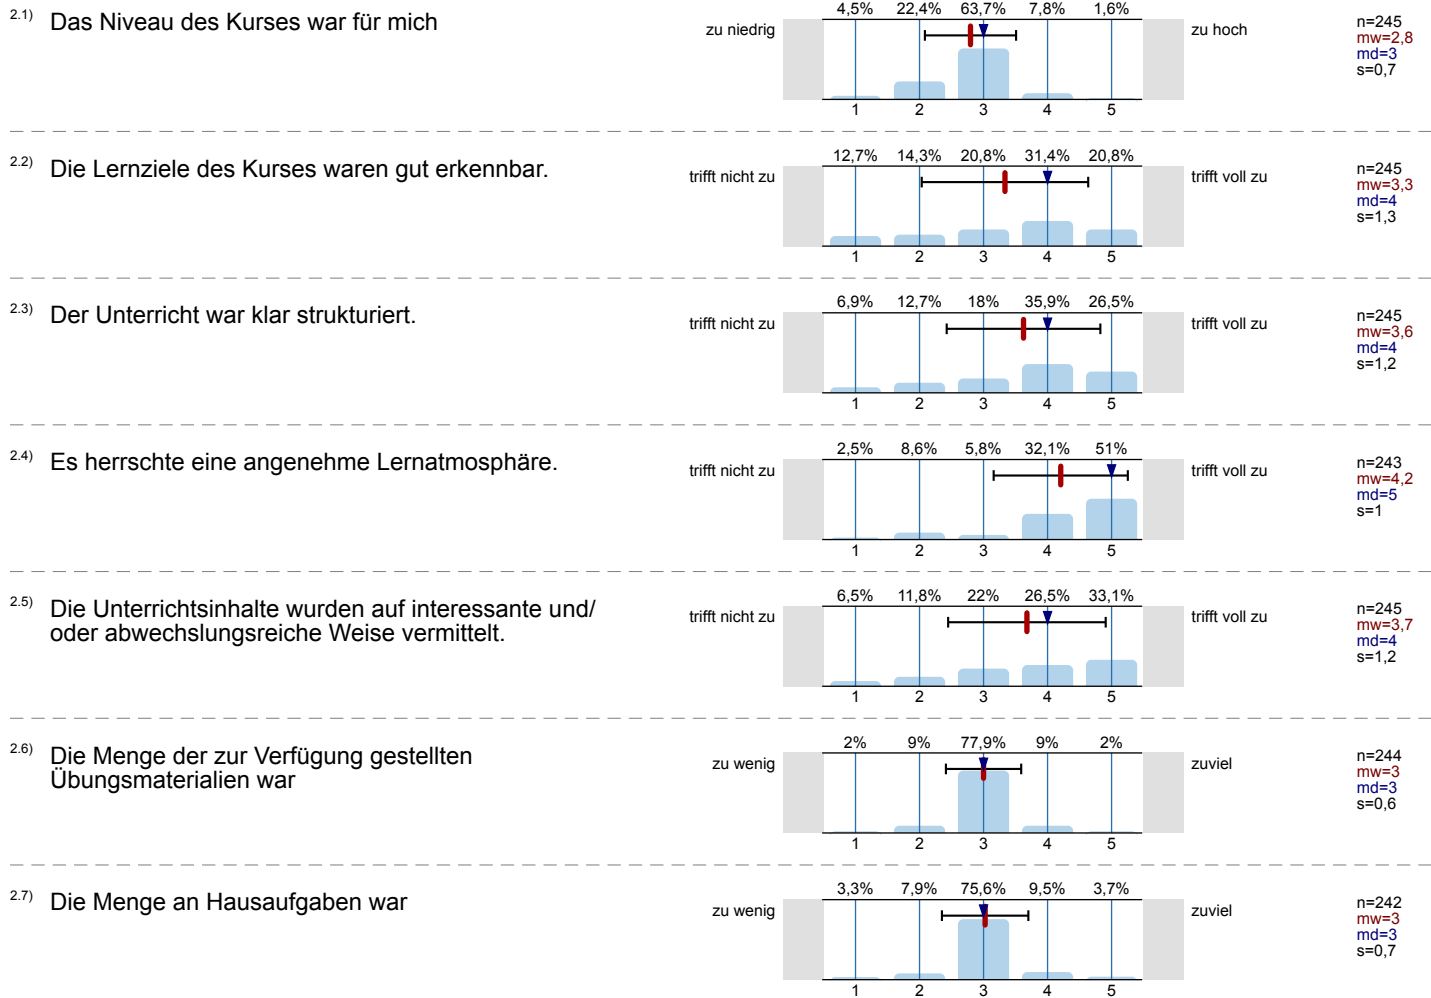 2.1) Das Niveau des Kurses war für mich
zu niedrig
4,5% 22,4% 63,7% 7,8% 1,6%
1 2 3 4 5
zu hoch
n=245
mw=2,8
md=3
s=0,7
2.2) Die Lernziele des Kurses waren gut erkennbar.
trifft nicht zu
12,7% 14,3% 20,8% 31,4% 20,8%
1 2 3 4 5
trifft voll zu
n=245
mw=3,3
md=4
s=1,3
2.3) Der Unterricht war klar strukturiert.
trifft nicht zu
6,9% 12,7% 18% 35,9% 26,5%
1 2 3 4 5
trifft voll zu
n=245
mw=3,6
md=4
s=1,2
2.4) Es herrschte eine angenehme Lernatmosphäre.
trifft nicht zu
2,5% 8,6% 5,8% 32,1% 51%
1 2 3 4 5
trifft voll zu
n=243
mw=4,2
md=5
s=1
2.5) Die Unterrichtsinhalte wurden auf interessante und/
oder abwechslungsreiche Weise vermittelt.
trifft nicht zu
6,5% 11,8% 22% 26,5% 33,1%
1 2 3 4 5
trifft voll zu
n=245
mw=3,7
md=4
s=1,2
2.6) Die Menge der zur Verfügung gestellten
Übungsmaterialien war
zu wenig
2% 9% 77,9% 9% 2%
1 2 3 4 5
zuviel
n=244
mw=3
md=3
s=0,6
2.7) Die Menge an Hausaufgaben war
zu wenig
3,3% 7,9% 75,6% 9,5% 3,7%
1 2 3 4 5
zuviel
n=242
mw=3
md=3
s=0,7